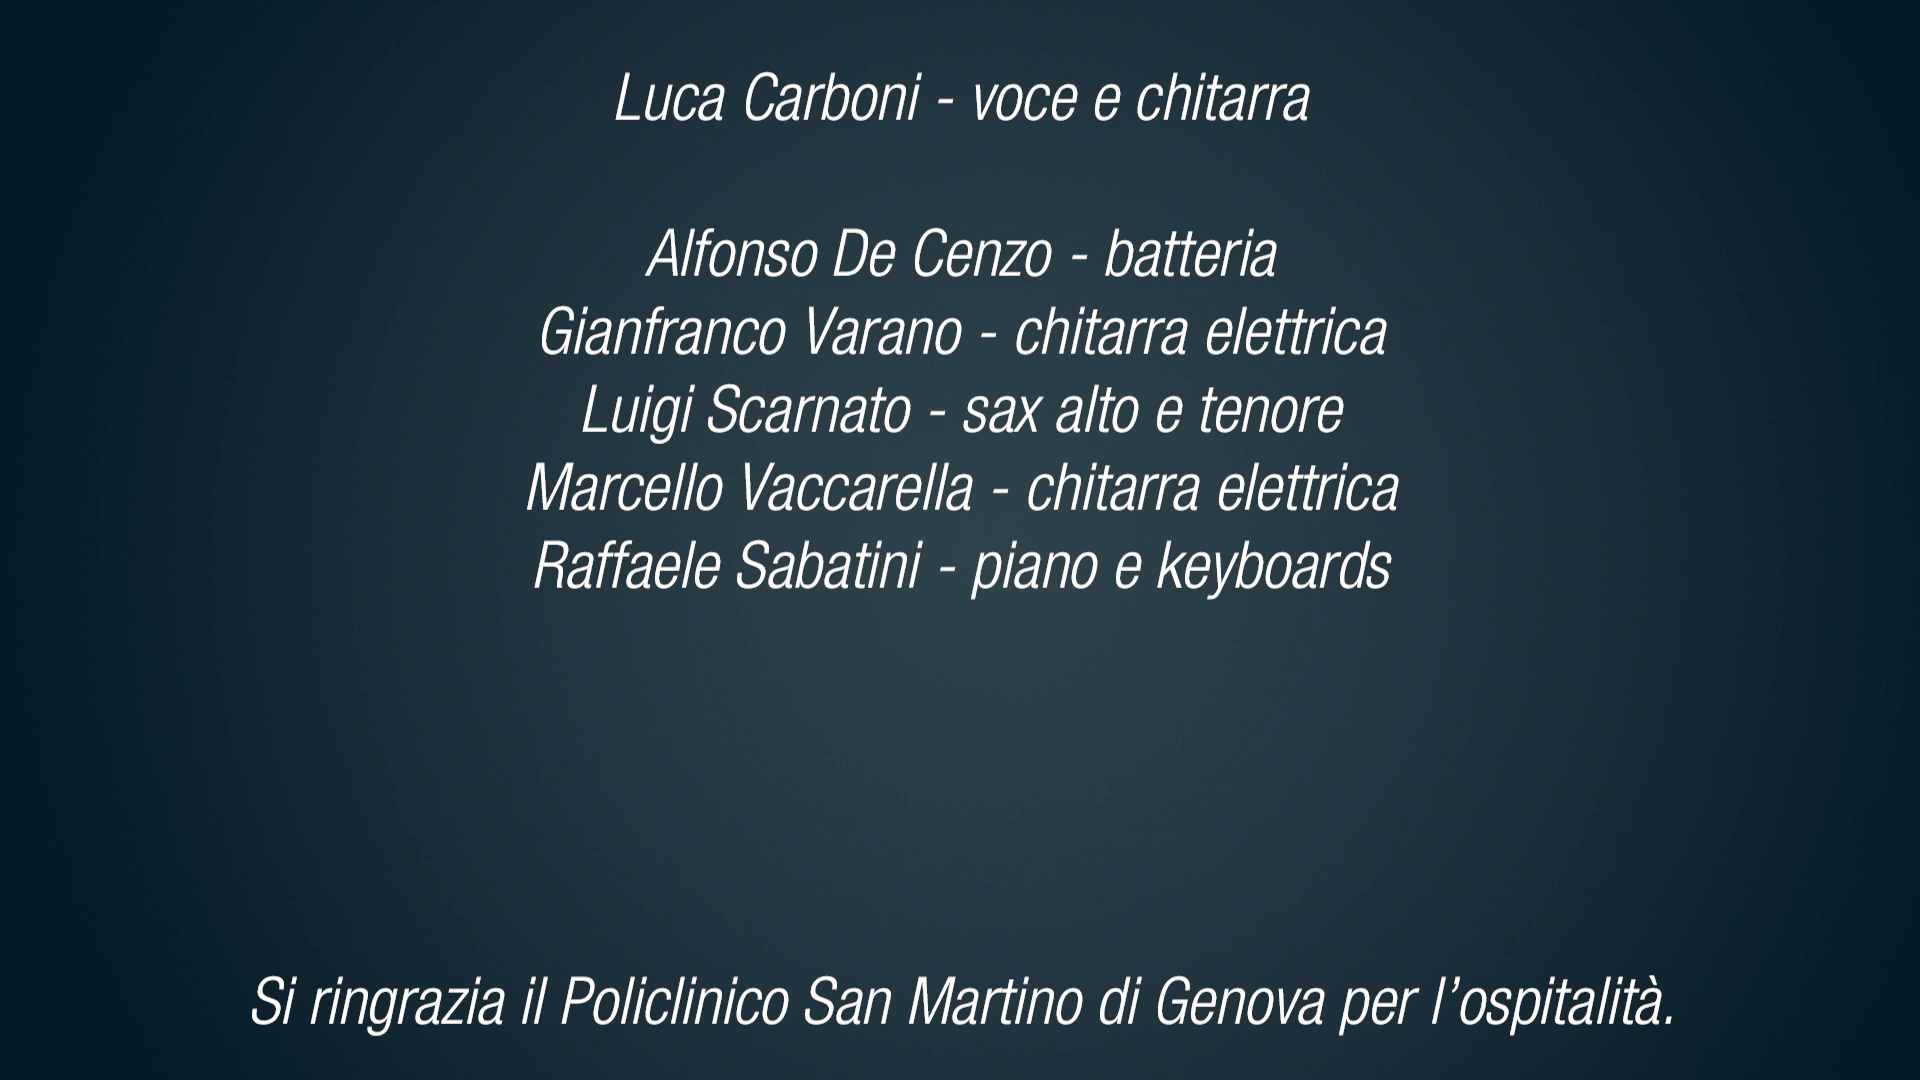 Luca Carboni - voce e chitarra
Alfonso De Cenzo - batteria
Gianfranco Varano - chitarra elettrica
Luigi Scarnato - sax alto e tenore
Marcello Vaccarella - chitarra elettrica
Raffaele Sabatini - piano e keyboards
Si ringrazia il Policlinico San Martino di Genova per l’ospitalità.